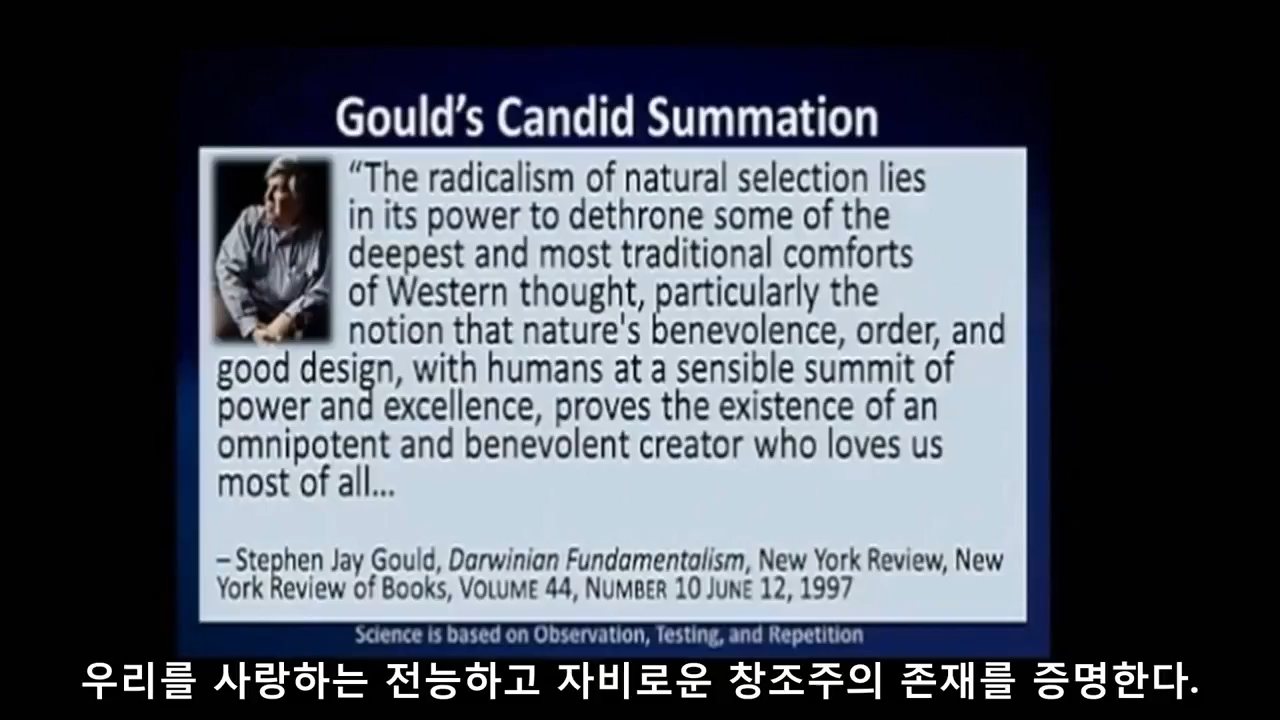 Gould's Candid Summation
“The radicalism of natural selection lies
in its power to dethrone some of the
deepest and most traditional comforts
of Western thought, particularly the
notion that nature's benevolence, order, and
good design, with humans at a sensible summit of
power and excellence, proves the existence of an
omnipotent and benevolent creator who loves us
most of all...
– Stephen Jay Gould, Darwinian Fundamentalism, New York Review, New
York Review of Books, VOLUME 44, NUMBER 10 JUNE 12, 1997
Science is based on Observation, Testing, and Repetition
우리를 사랑하는 전능하고 자비로운 창조주의 존재를 증명한다.